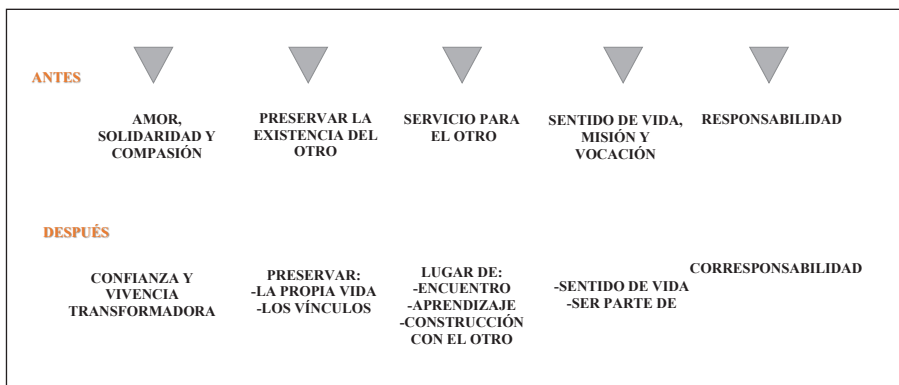 ANTES
AMOR,
SOLIDARIDAD Y
COMPASIÓN
PRESERVAR LA
EXISTENCIA DEL
OTRO
SERVICIO PARA
EL OTRO
SENTIDO DE VIDA,
MISIÓN Y
VOCACIÓN
RESPONSABILIDAD
DESPUÉS
CONFIANZA Y
VIVENCIA
TRANSFORMADORA
PRESERVAR:
-LA PROPIA VIDA
-LOS VÍNCULOS
LUGAR DE:
-ENCUENTRO
-APRENDIZAJE
-CONSTRUCCIÓN
CON EL OTRO
-SENTIDO DE VIDA
-SER PARTE DE
CORRESPONSABILIDAD